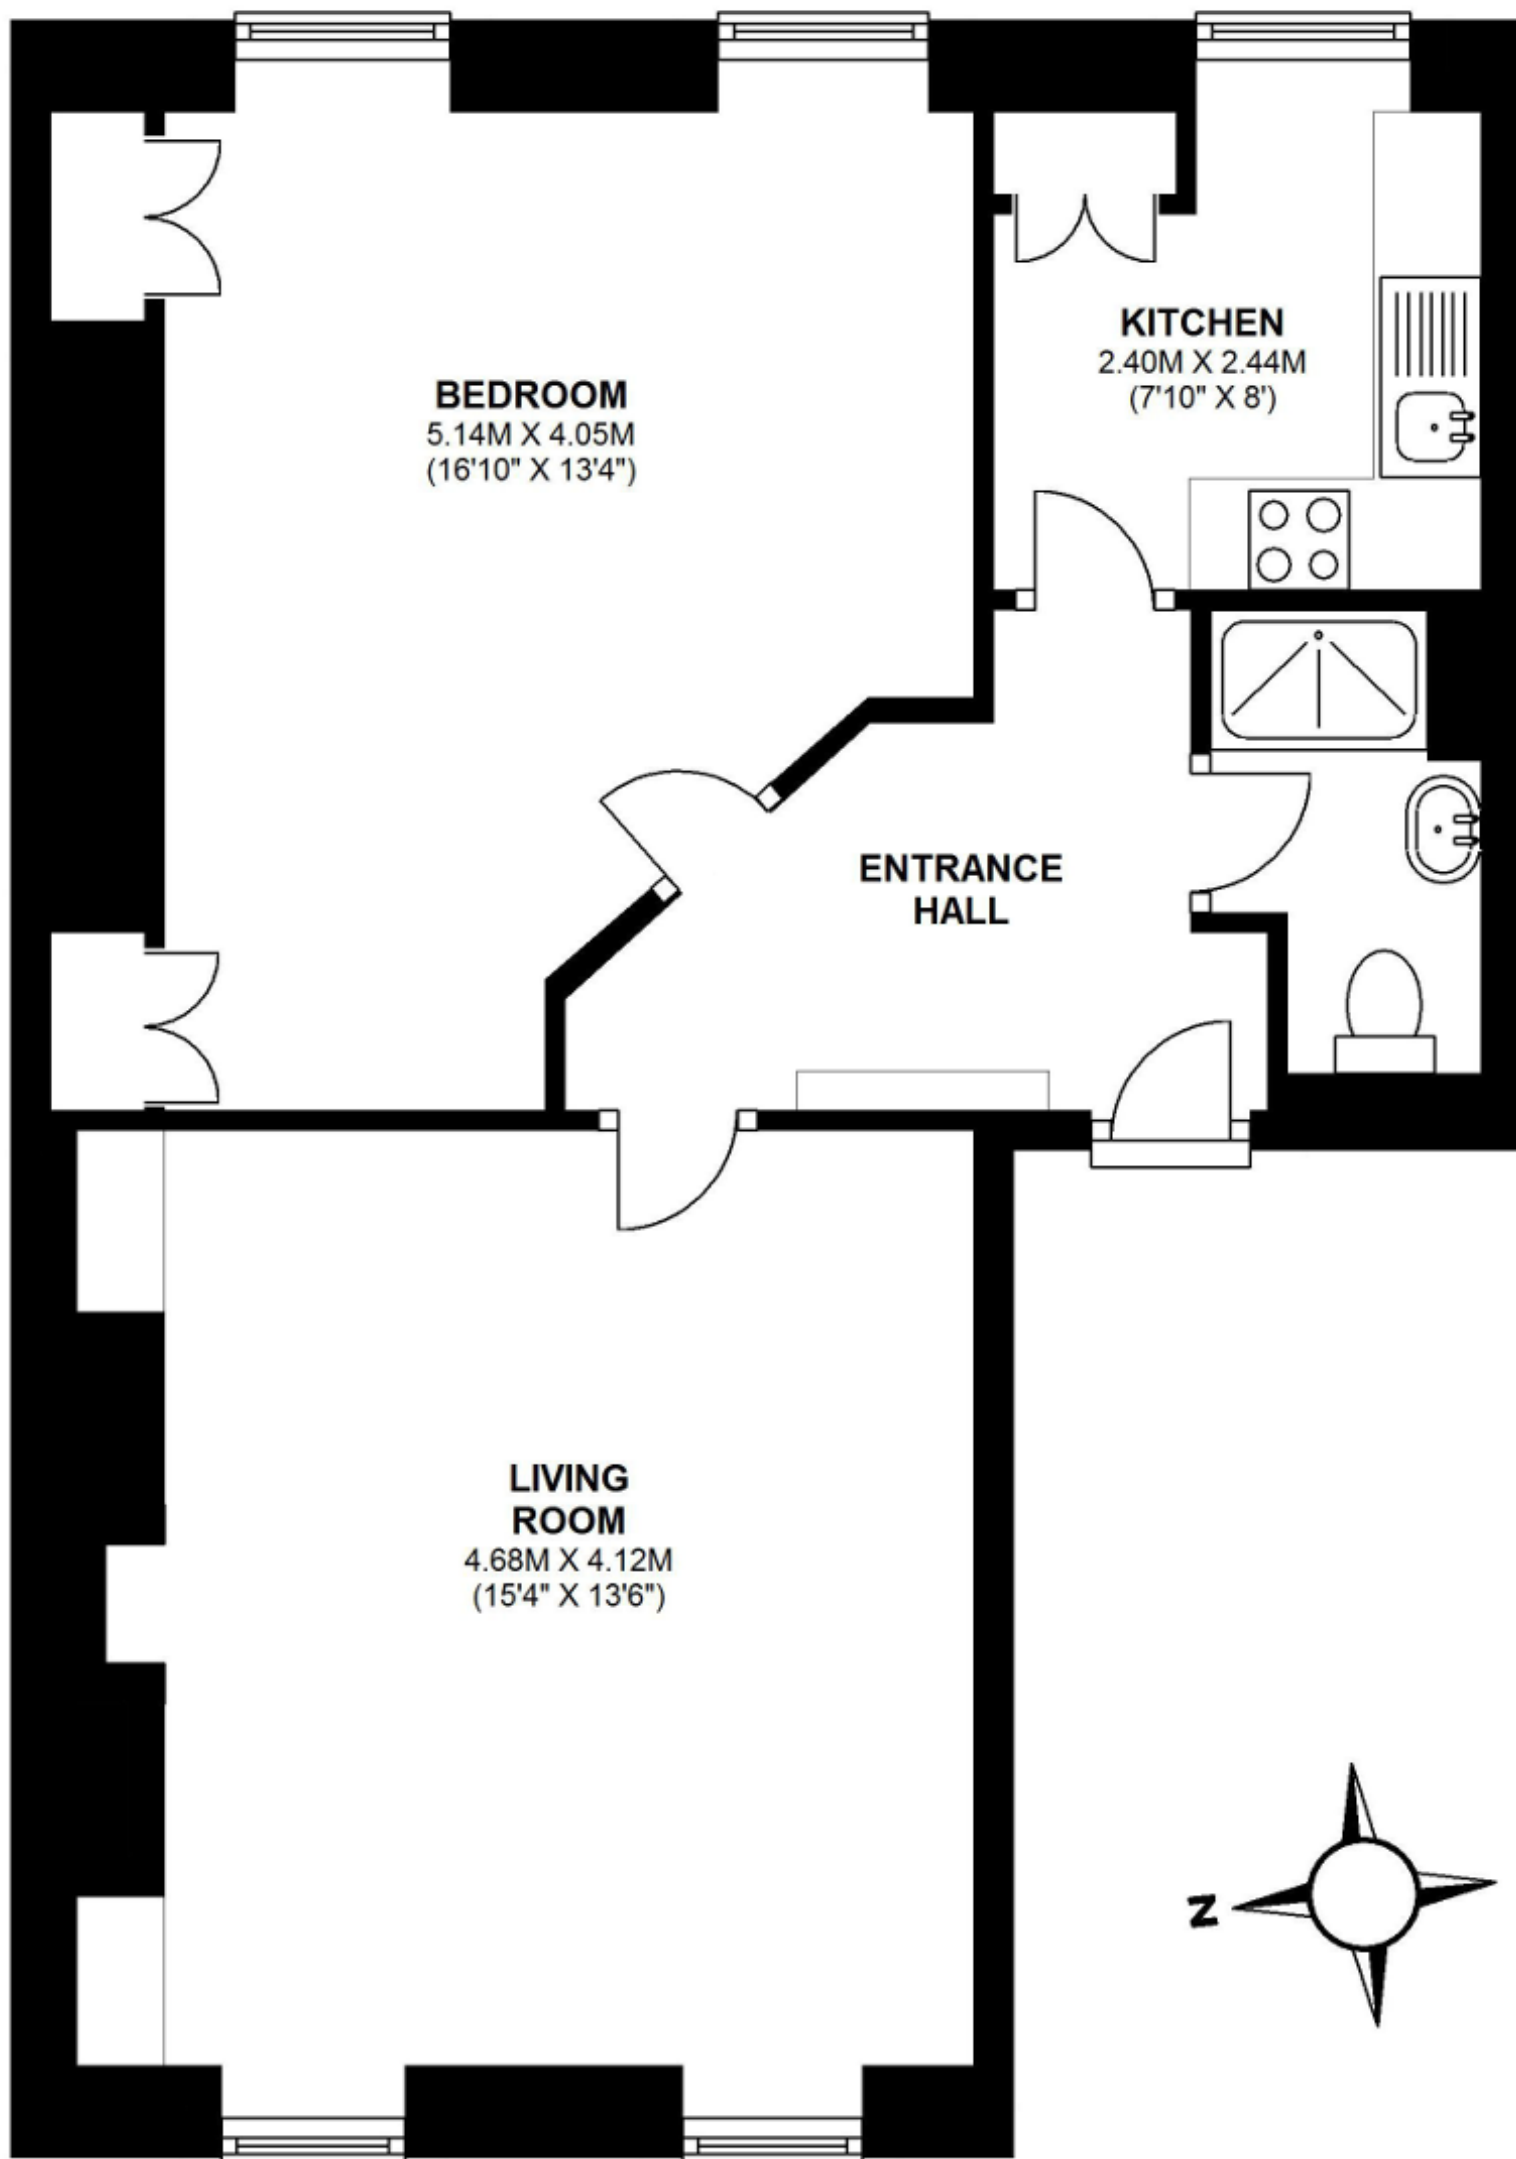 BEDROOM
5.14M X 4.05M
(16'10" X 13'4")
KITCHEN
2.40M X 2.44M
(7'10" X 8')
ENTRANCE
HALL
LIVING
ROOM
4.68M X 4.12M
(15'4" X 13'6")
N